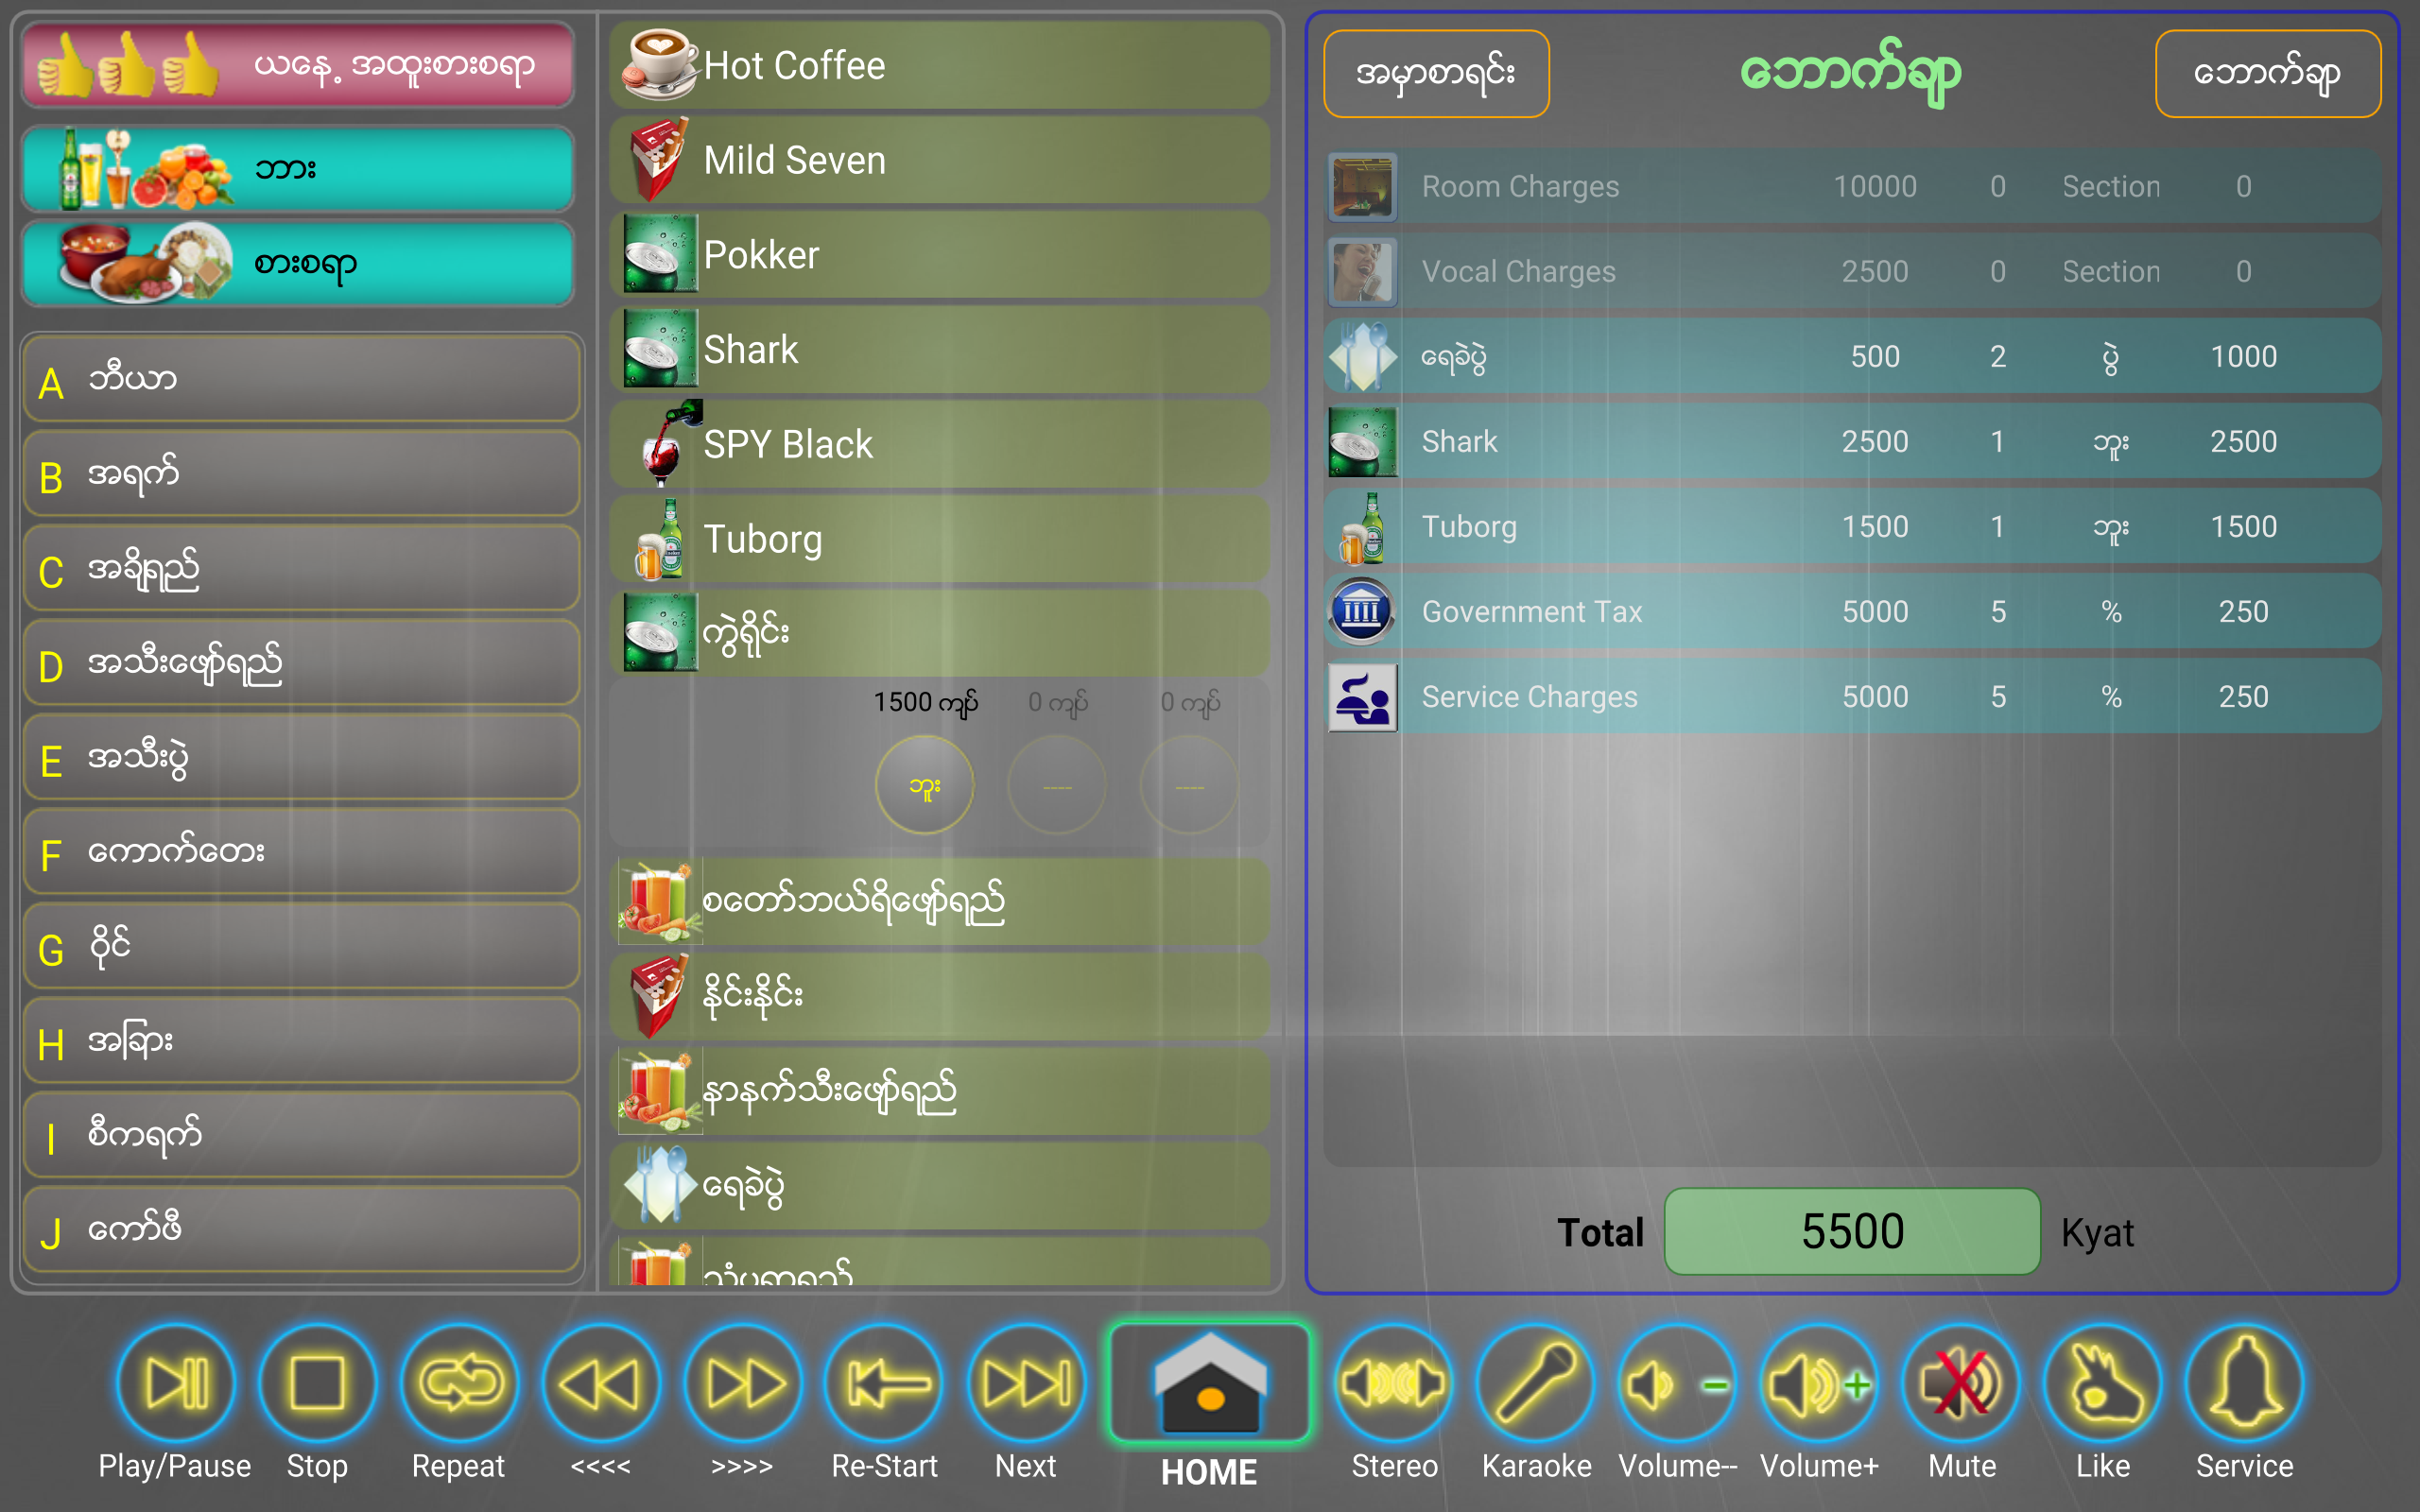 ယနေ့ အထူးစားစရာ
ဘား
စားစရာ
A ဘီယာ
B အရက်
C အချိုရည်
D အသီးဖျော်ရည်
E အသီးပွဲ
F ကောက်တေး
G ဝိုင်
H အခြား
I စီကရက်
J ကော်ဖီ
Hot Coffee
Mild Seven
Pokker
Shark
SPY Black
Tuborg
ကွဲရိုင်း
1500 ကျပ် 0 ကျပ် 0 ကျပ်
ဘူး ---- ----
စတော်ဘယ်ရီဖျော်ရည်
နိုင်းနိုင်း
နာနက်သီးဖျော်ရည်
ရေခဲပွဲ
အမှာစာရင်း ဘောက်ချာ ဘောက်ချာ
Room Charges 10000 0 Section 0
Vocal Charges 2500 0 Section 0
ရေခဲပွဲ 500 2 ပွဲ 1000
Shark 2500 1 ဘူး 2500
Tuborg 1500 1 ဘူး 1500
Government Tax 5000 5 % 250
Service Charges 5000 5 % 250
Total 5500 Kyat
Play/Pause Stop Repeat <<<< >>>> Re-Start Next HOME Stereo Karaoke Volume-- Volume+ Mute Like Service